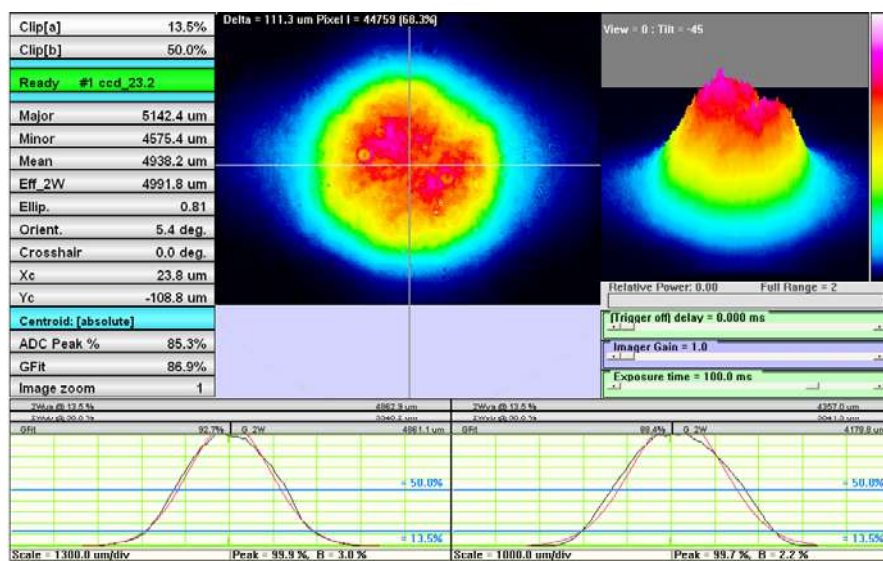 Clip[a] 13.5%
Clip[b] 50.0%
Ready #1 ccd_23.2
Major 5142.4 um
Minor 4575.4 um
Mean 4938.2 um
Eff_2W 4991.8 um
Ellip. 0.81
Orient. 5.4 deg.
Crosshair 0.0 deg.
Xc 23.8 um
Yc -108.8 um
Centroid: [absolute]
ADC Peak % 85.3%
GFit 86.9%
Image zoom 1
Delta = 111.3 um Pixel I = 44759 (68.3%)
View = 0 : Tilt = -45
Relative Power: 0.00 Full Range = 2
(Trigger off) delay = 0.000 ms
Imager Gain = 1.0
Exposure time = 100.0 ms
@ 13.5 % 4862.9 um
GFit 92.7% G_2W 4861.1 um
= 50.0%
= 13.5%
Scale = 1300.0 um/div Peak = 99.9 %, B = 3.0 %
@ 13.5 % 4357.0 um
GFit 88.4% G_2W 4179.8 um
= 50.0%
= 13.5%
Scale = 1000.0 um/div Peak = 99.7 %, B = 2.2 %